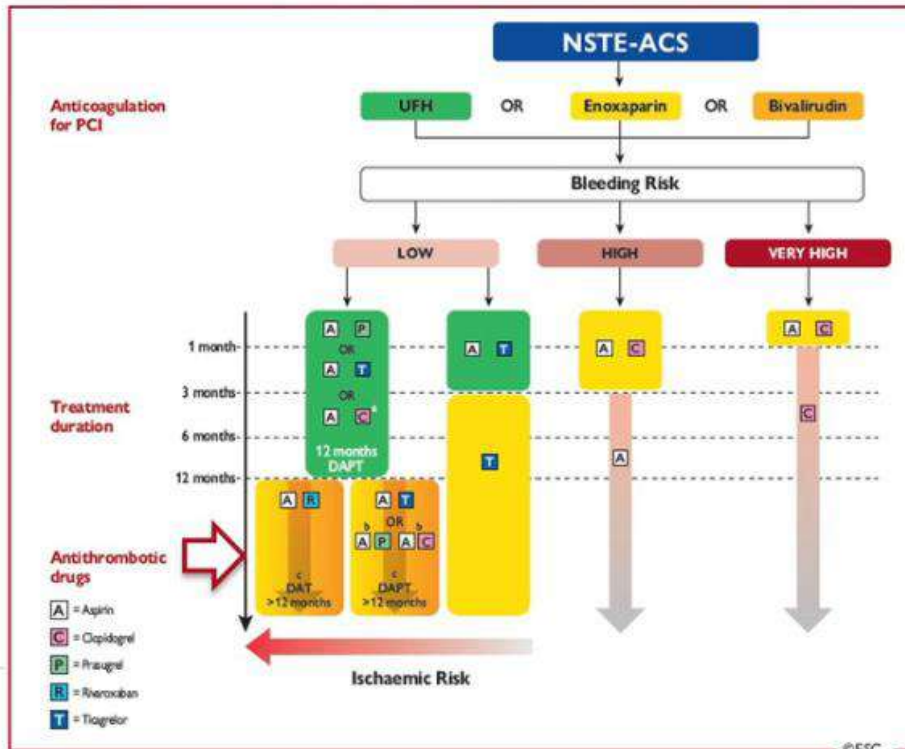 NSTE-ACS
Anticoagulation
for PCI
UFH OR Enoxaparin OR Bivalirudin
Bleeding Risk
LOW HIGH VERY HIGH
A P
OR
A T
OR
A C a
12 months
DAPT
A T
A C
A C
1 month
3 months
6 months
12 months
Treatment
duration
T
A
C
A R
c
DAT
>12 months
A T
OR
b b
A P A C
c
DAPT
>12 months
Antithrombotic
drugs
A = Aspirin
C = Clopidogrel
P = Prasugrel
R = Rivaroxaban
T = Ticagrelor
Ischaemic Risk
©ESC